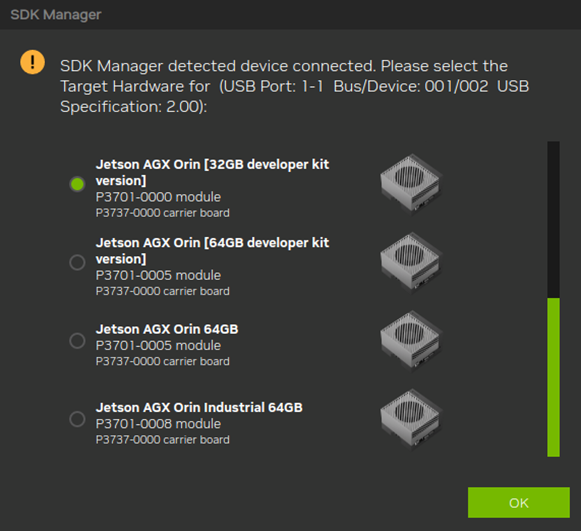 SDK Manager
SDK Manager detected device connected. Please select the
Target Hardware for (USB Port: 1-1 Bus/Device: 001/002 USB
Specification: 2.00):
Jetson AGX Orin [32GB developer kit
version]
P3701-0000 module
P3737-0000 carrier board
Jetson AGX Orin [64GB developer kit
version]
P3701-0005 module
P3737-0000 carrier board
Jetson AGX Orin 64GB
P3701-0005 module
P3737-0000 carrier board
Jetson AGX Orin Industrial 64GB
P3701-0008 module
P3737-0000 carrier board
OK